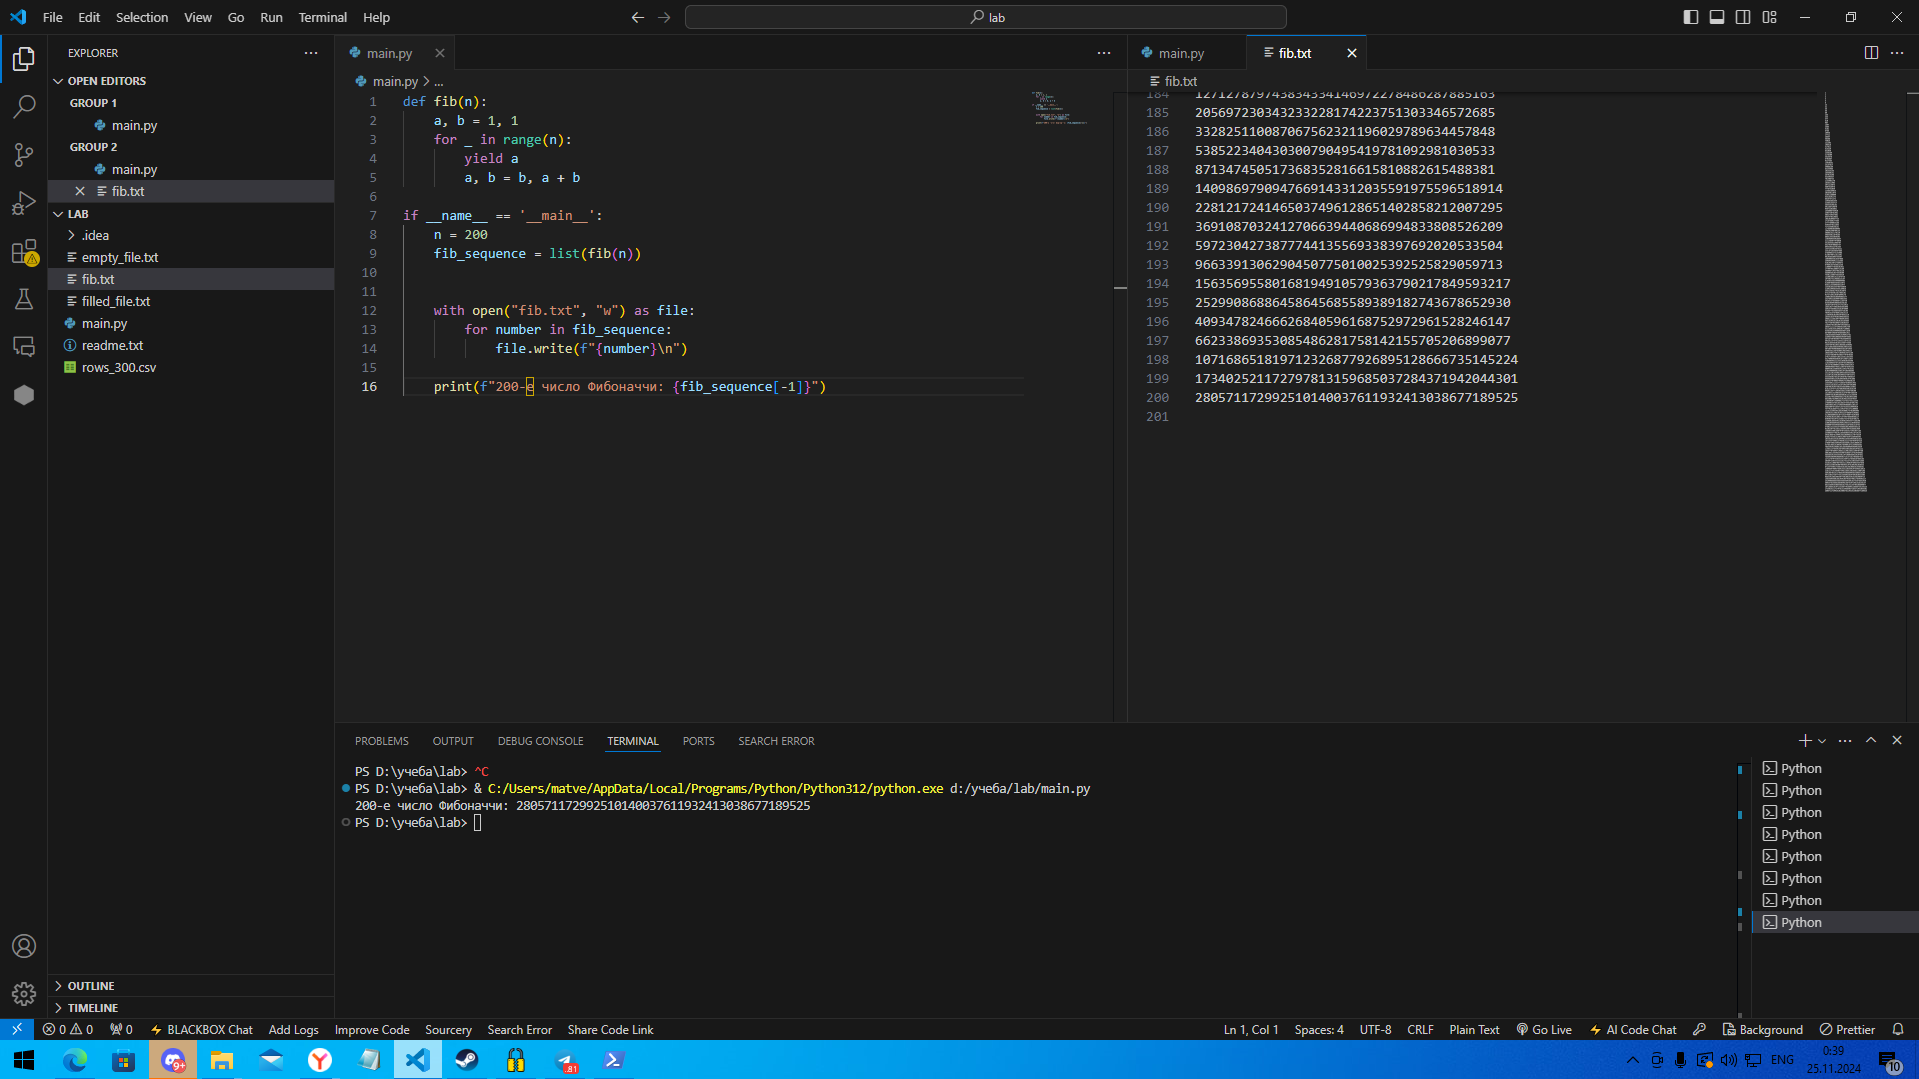 File Edit Selection View Go Run Terminal Help
lab
EXPLORER
OPEN EDITORS
GROUP 1
main.py
GROUP 2
main.py
fib.txt
LAB
.idea
empty_file.txt
fib.txt
filled_file.txt
main.py
readme.txt
rows_300.csv
OUTLINE
TIMELINE
main.py
main.py > ...
1 def fib(n):
2 a, b = 1, 1
3 for _ in range(n):
4 yield a
5 a, b = b, a + b
6
7 if __name__ == '__main__':
8 n = 200
9 fib_sequence = list(fib(n))
10
11
12 with open("fib.txt", "w") as file:
13 for number in fib_sequence:
14 file.write(f"{number}\n")
15
16 print(f"200-е число Фибоначчи: {fib_sequence[-1]}")
main.py fib.txt
fib.txt
184 127127879743834334146972278486287885163
185 205697230343233228174223751303346572685
186 332825110087067562321196029789634457848
187 538522340430300790495419781092981030533
188 871347450517368352816615810882615488381
189 1409869790947669143312035591975596518914
190 2281217241465037496128651402858212007295
191 3691087032412706639440686994833808526209
192 5972304273877744135569338397692020533504
193 9663391306290450775010025392525829059713
194 15635695580168194910579363790217849593217
195 25299086886458645685589389182743678652930
196 40934782466626840596168752972961528246147
197 66233869353085486281758142155705206899077
198 107168651819712326877926895128666735145224
199 173402521172797813159685037284371942044301
200 280571172992510140037611932413038677189525
201
PROBLEMS OUTPUT DEBUG CONSOLE TERMINAL PORTS SEARCH ERROR
PS D:\учеба\lab> ^C
PS D:\учеба\lab> & C:/Users/matve/AppData/Local/Programs/Python/Python312/python.exe d:/учеба/lab/main.py
200-е число Фибоначчи: 280571172992510140037611932413038677189525
PS D:\учеба\lab>
Python
Python
Python
Python
Python
Python
Python
Python
0 0 0 BLACKBOX Chat Add Logs Improve Code Sourcery Search Error Share Code Link Ln 1, Col 1 Spaces: 4 UTF-8 CRLF Plain Text Go Live AI Code Chat Background Prettier
9+ 81 ENG 0:39 10
25.11.2024